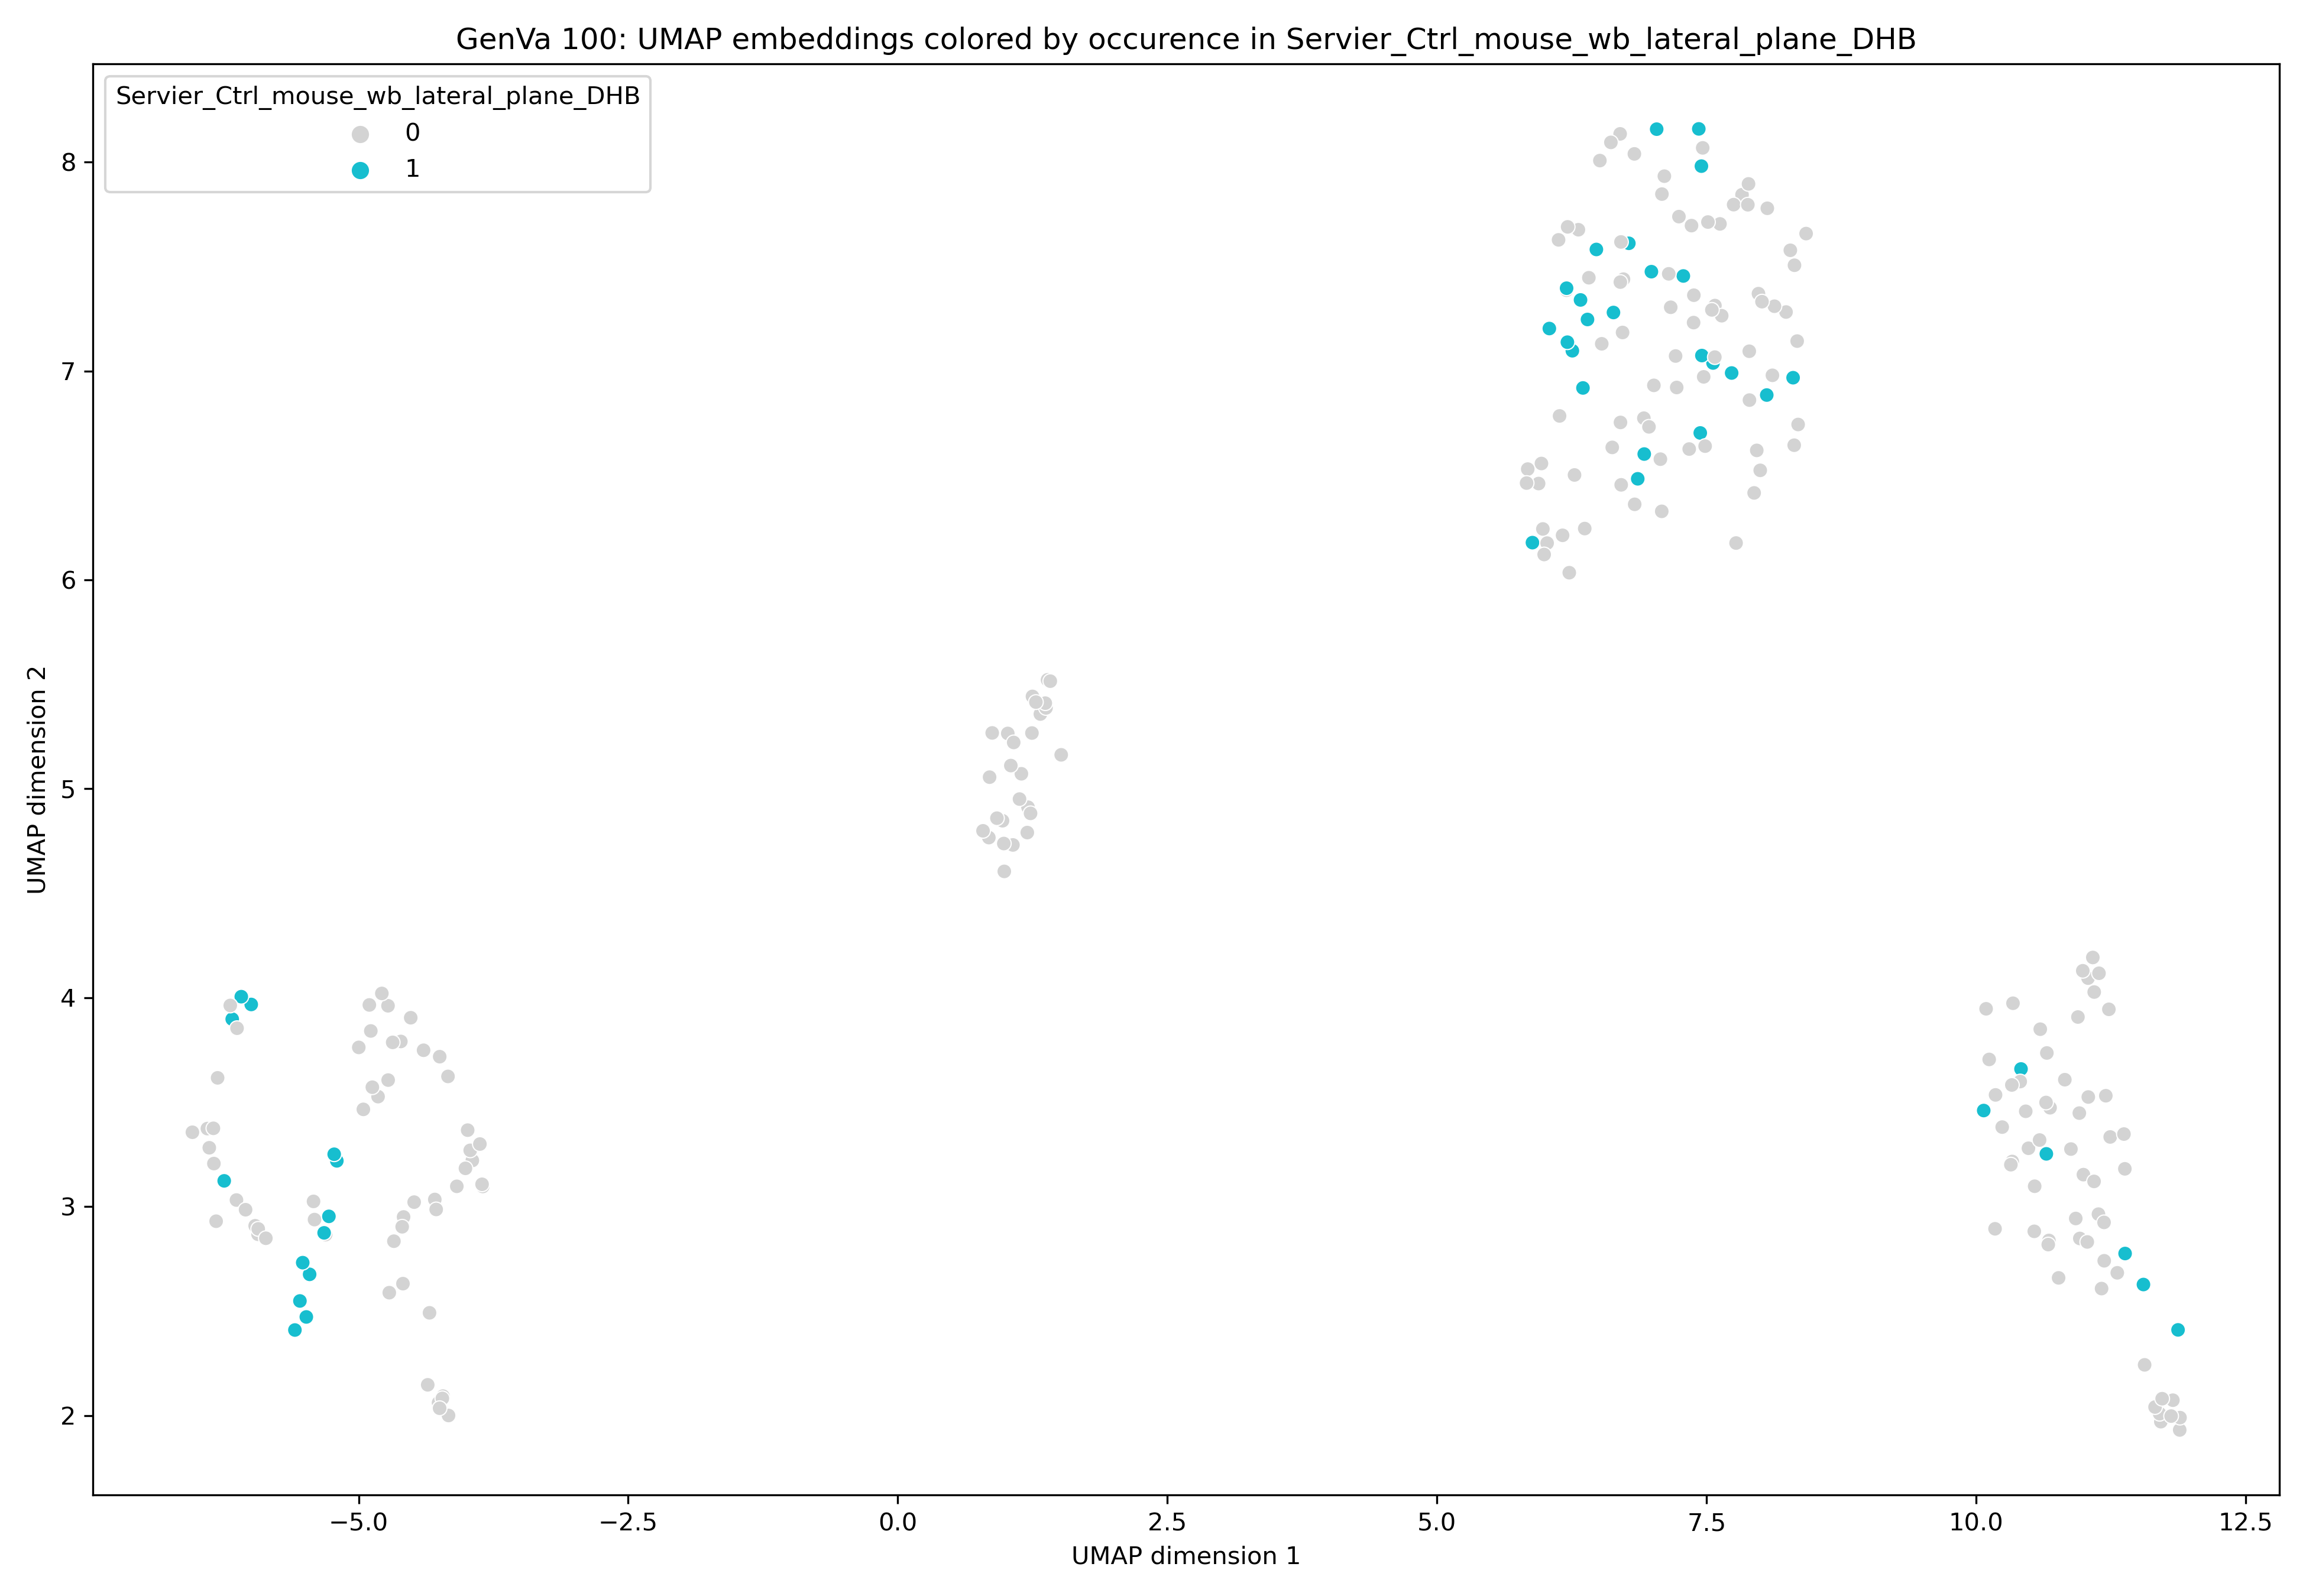 GenVa 100: UMAP embeddings colored by occurence in Servier_Ctrl_mouse_wb_lateral_plane_DHB
Servier_Ctrl_mouse_wb_lateral_plane_DHB
0
1
8
7
6
5
4
3
2
UMAP dimension 2
−5.0 −2.5 0.0 2.5 5.0 7.5 10.0 12.5
UMAP dimension 1